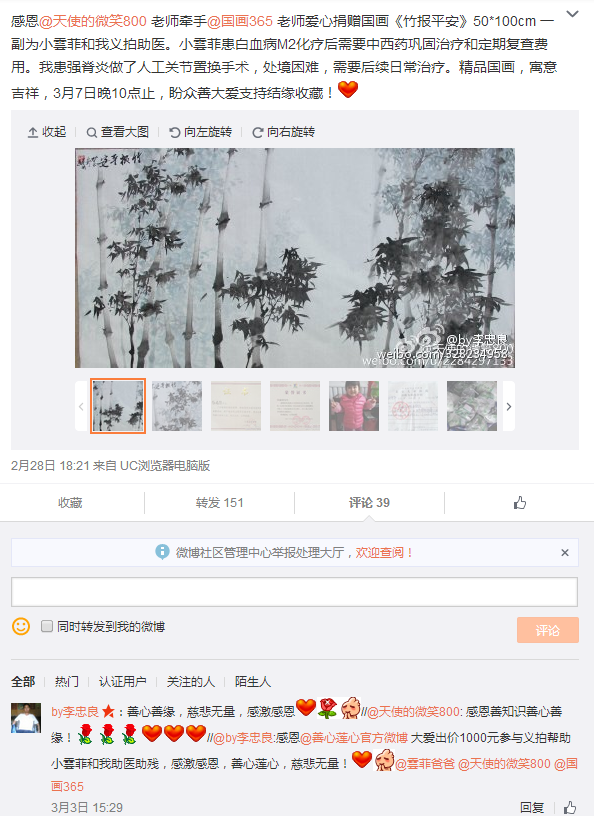 感恩@天使的微笑800 老师牵手@国画365 老师爱心捐赠国画《竹报平安》50*100cm 一
副为小雲菲和我义拍助医。小雲菲患白血病M2化疗后需要中西药巩固治疗和定期复查费
用。我患强脊炎做了人工关节置换手术，处境困难，需要后续日常治疗。精品国画，寓意
吉祥，3月7日晚10点止，盼众善大爱支持结缘收藏！
收起 查看大图 向左旋转 向右旋转
@by李忠良
2月28日 18:21 来自 UC浏览器电脑版
收藏 转发 151 评论 39
微博社区管理中心举报处理大厅，欢迎查阅！
同时转发到我的微博 评论
全部 热门 认证用户 关注的人 陌生人
by李忠良：善心善缘，慈悲无量，感激感恩//@天使的微笑800: 感恩善知识善心善
缘！//@by李忠良:感恩@善心莲心官方微博 大爱出价1000元参与义拍帮助
小雲菲和我助医助残，感激感恩，善心莲心，慈悲无量！@雲菲爸爸 @天使的微笑800 @国
画365
3月3日 15:29 回复